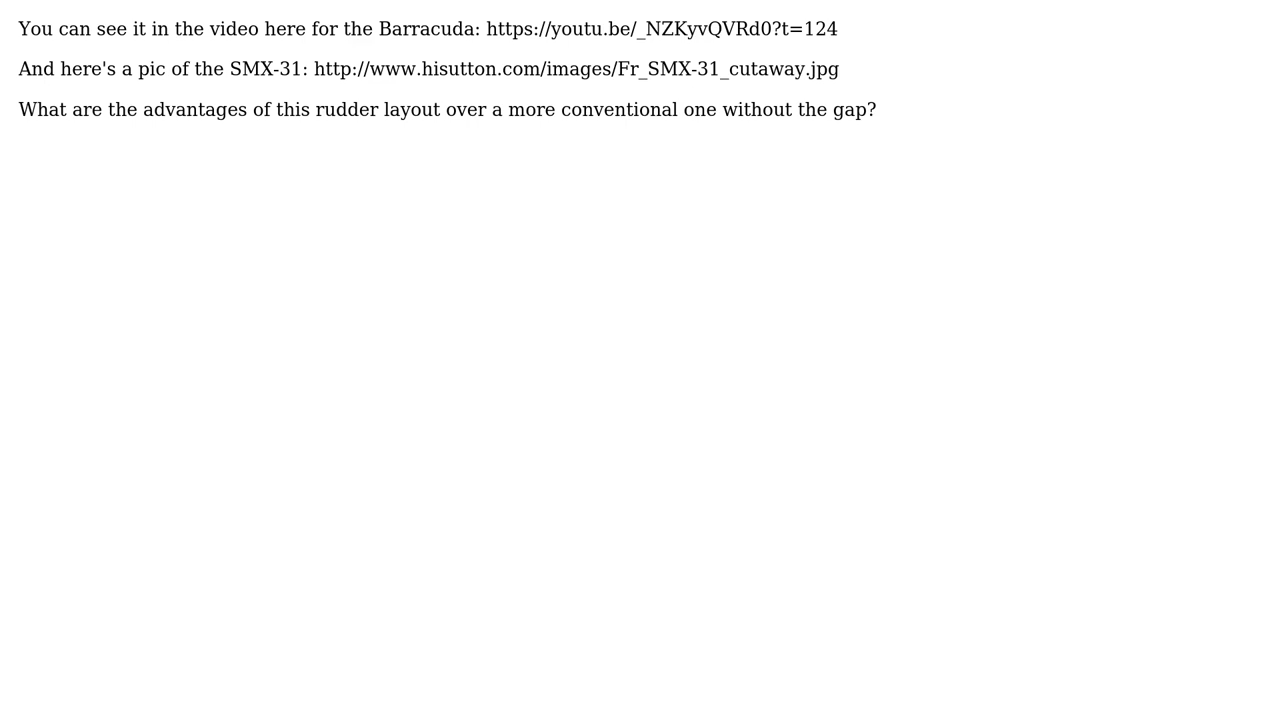 You can see it in the video here for the Barracuda: https://youtu.be/_NZKyvQVRd0?t=124
And here's a pic of the SMX-31: http://www.hisutton.com/images/Fr_SMX-31_cutaway.jpg
What are the advantages of this rudder layout over a more conventional one without the gap?